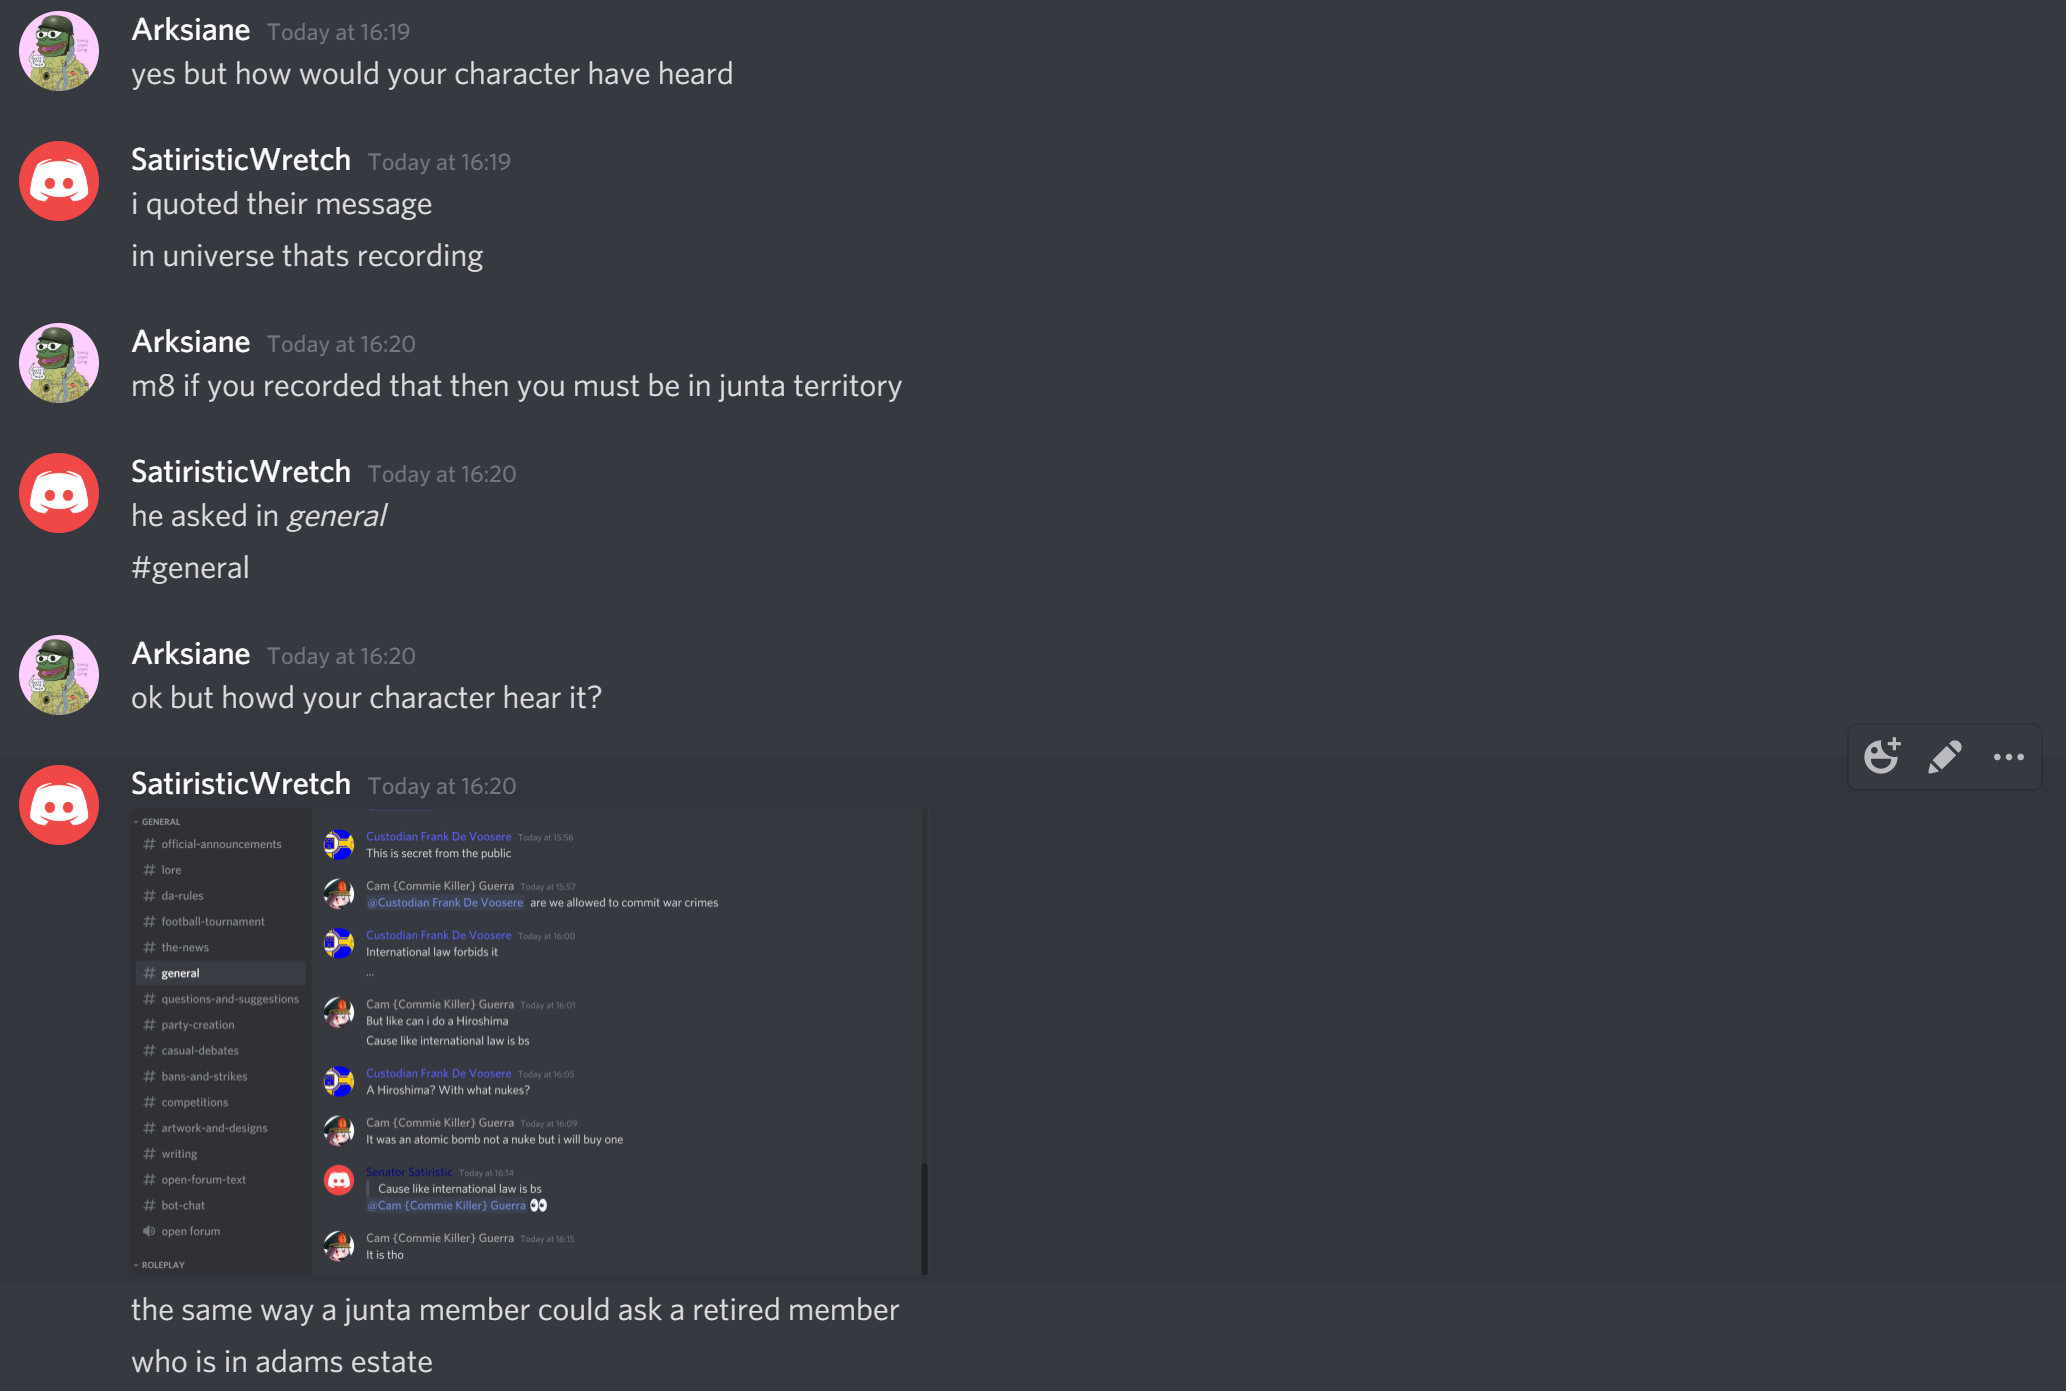 Arksiane Today at 16:19
yes but how would your character have heard
SatiristicWretch Today at 16:19
i quoted their message
in universe thats recording
Arksiane Today at 16:20
m8 if you recorded that then you must be in junta territory
SatiristicWretch Today at 16:20
he asked in general
#general
Arksiane Today at 16:20
ok but howd your character hear it?
SatiristicWretch Today at 16:20
GENERAL
# official-announcements
# lore
# da-rules
# football-tournament
# the-news
# general
# questions-and-suggestions
# party-creation
# casual-debates
# bans-and-strikes
# competitions
# artwork-and-designs
# writing
# open-forum-text
# bot-chat
open forum
ROLEPLAY
Custodian Frank De Voosere Today at 15:56
This is secret from the public
Cam {Commie Killer} Guerra Today at 15:57
@Custodian Frank De Voosere are we allowed to commit war crimes
Custodian Frank De Voosere Today at 16:00
International law forbids it
...
Cam {Commie Killer} Guerra Today at 16:01
But like can i do a Hiroshima
Cause like international law is bs
Custodian Frank De Voosere Today at 16:05
A Hiroshima? With what nukes?
Cam {Commie Killer} Guerra Today at 16:09
It was an atomic bomb not a nuke but i will buy one
Senator Satiristic Today at 16:14
Cause like international law is bs
@Cam {Commie Killer} Guerra 👀
Cam {Commie Killer} Guerra Today at 16:15
It is tho
the same way a junta member could ask a retired member
who is in adams estate